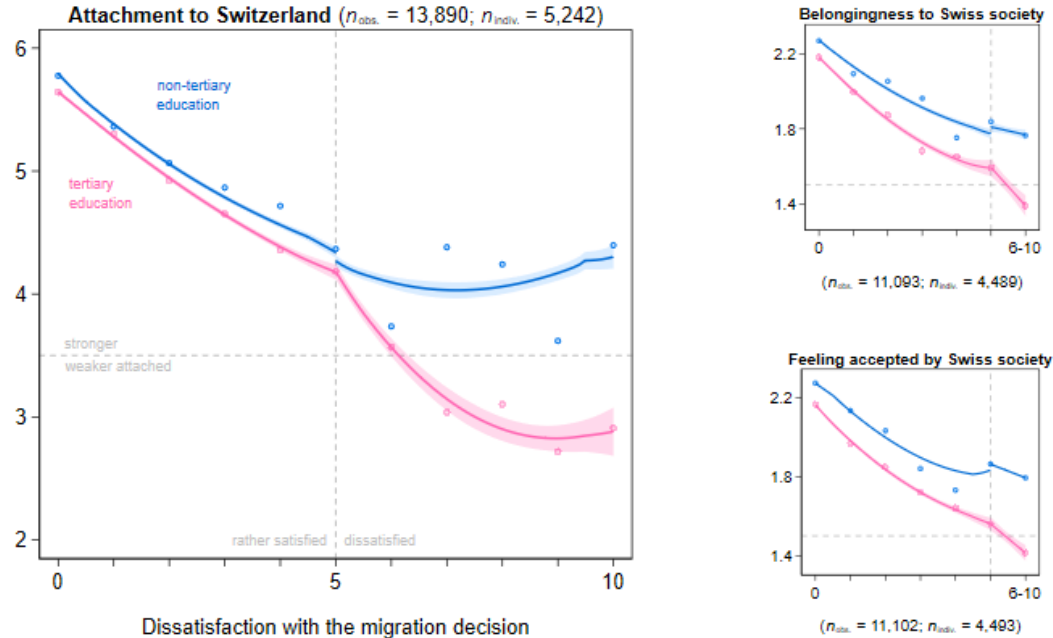 Attachment to Switzerland (nobs. = 13,890; nindiv. = 5,242)
6
5
4
3
2
non-tertiary
education
tertiary
education
stronger
weaker attached
rather satisfied
dissatisfied
0
5
10
Dissatisfaction with the migration decision
Belongingness to Swiss society
2.2
1.8
1.4
0
6-10
(nobs. = 11,093; nindiv. = 4,489)
Feeling accepted by Swiss society
2.2
1.8
1.4
0
6-10
(nobs. = 11,102; nindiv. = 4,493)